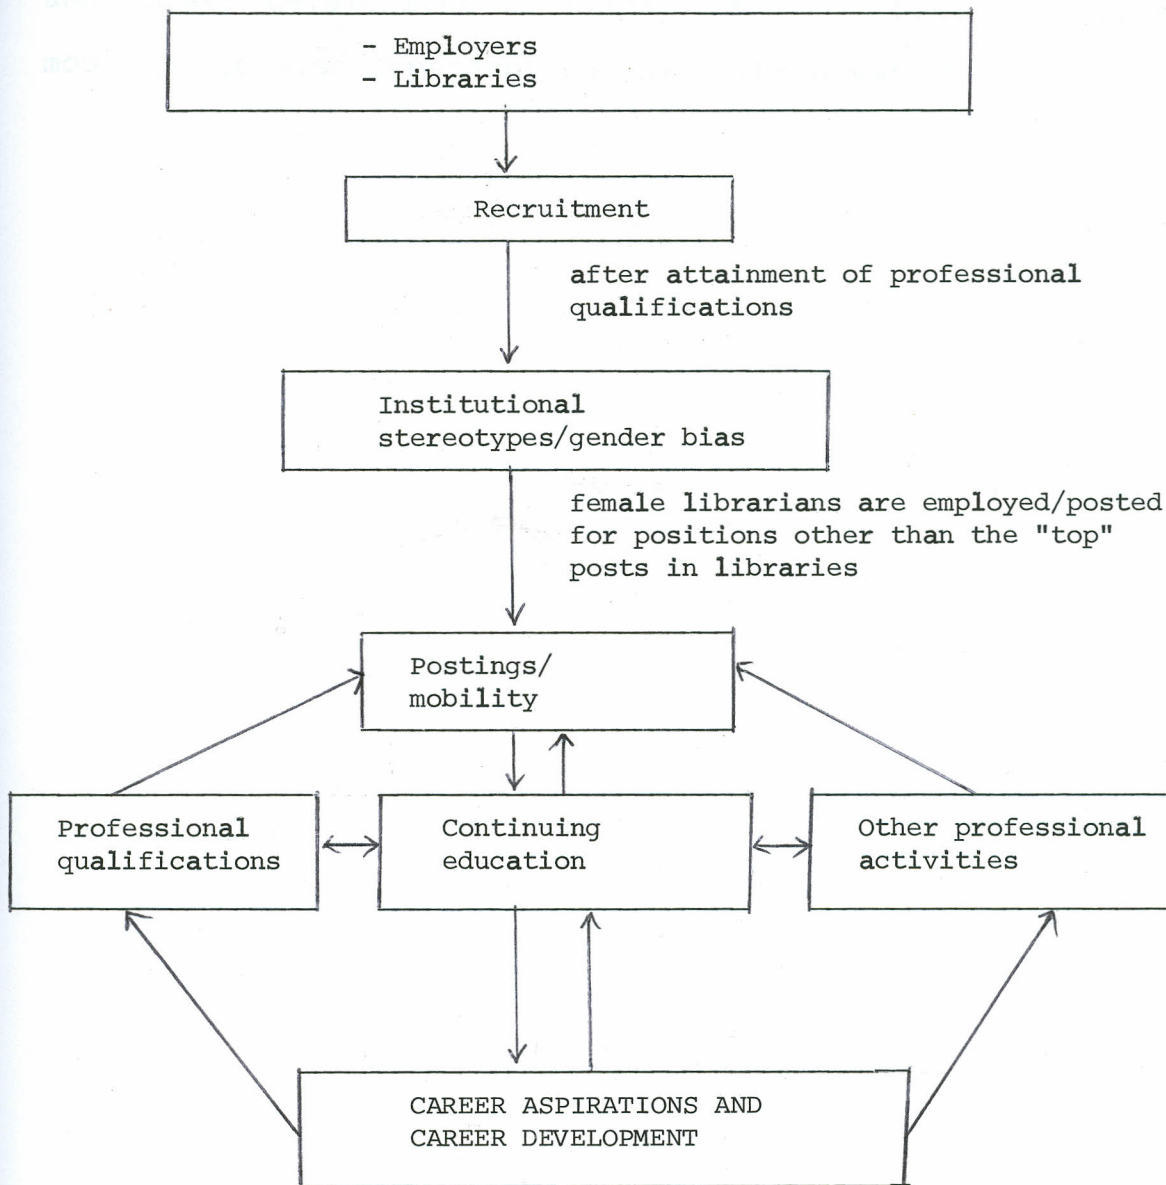 - Employers
- Libraries
Recruitment
after attainment of professional
qualifications
Institutional
stereotypes/gender bias
female librarians are employed/posted
for positions other than the "top"
posts in libraries
Postings/
mobility
Professional
qualifications
Continuing
education
Other professional
activities
CAREER ASPIRATIONS AND
CAREER DEVELOPMENT